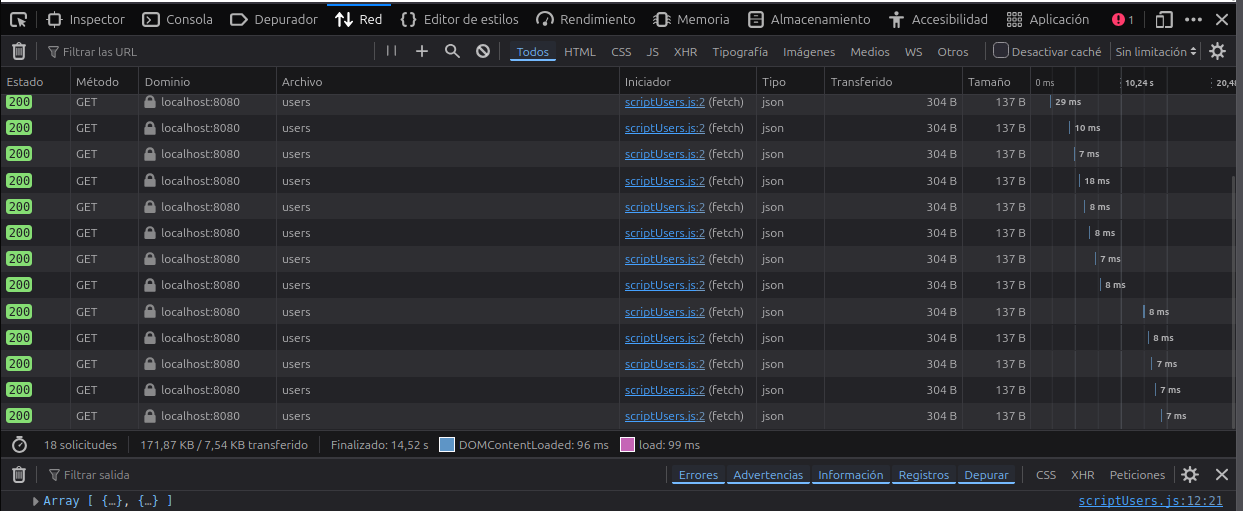 Inspector Consola Depurador Red Editor de estilos Rendimiento Memoria Almacenamiento Accesibilidad Aplicación 1
Filtrar las URL Todos HTML CSS JS XHR Tipografía Imágenes Medios WS Otros Desactivar caché Sin limitación
Estado Método Dominio Archivo Iniciador Tipo Transferido Tamaño 0 ms 10,24 s 20,48
200 GET localhost:8080 users scriptUsers.js:2 (fetch) json 304 B 137 B 29 ms
200 GET localhost:8080 users scriptUsers.js:2 (fetch) json 304 B 137 B 10 ms
200 GET localhost:8080 users scriptUsers.js:2 (fetch) json 304 B 137 B 7 ms
200 GET localhost:8080 users scriptUsers.js:2 (fetch) json 304 B 137 B 18 ms
200 GET localhost:8080 users scriptUsers.js:2 (fetch) json 304 B 137 B 8 ms
200 GET localhost:8080 users scriptUsers.js:2 (fetch) json 304 B 137 B 8 ms
200 GET localhost:8080 users scriptUsers.js:2 (fetch) json 304 B 137 B 7 ms
200 GET localhost:8080 users scriptUsers.js:2 (fetch) json 304 B 137 B 8 ms
200 GET localhost:8080 users scriptUsers.js:2 (fetch) json 304 B 137 B 8 ms
200 GET localhost:8080 users scriptUsers.js:2 (fetch) json 304 B 137 B 8 ms
200 GET localhost:8080 users scriptUsers.js:2 (fetch) json 304 B 137 B 7 ms
200 GET localhost:8080 users scriptUsers.js:2 (fetch) json 304 B 137 B 7 ms
200 GET localhost:8080 users scriptUsers.js:2 (fetch) json 304 B 137 B 7 ms
18 solicitudes 171,87 KB / 7,54 KB transferido Finalizado: 14,52 s DOMContentLoaded: 96 ms load: 99 ms
Filtrar salida Errores Advertencias Información Registros Depurar CSS XHR Peticiones
Array [ {…}, {…} ] scriptUsers.js:12:21